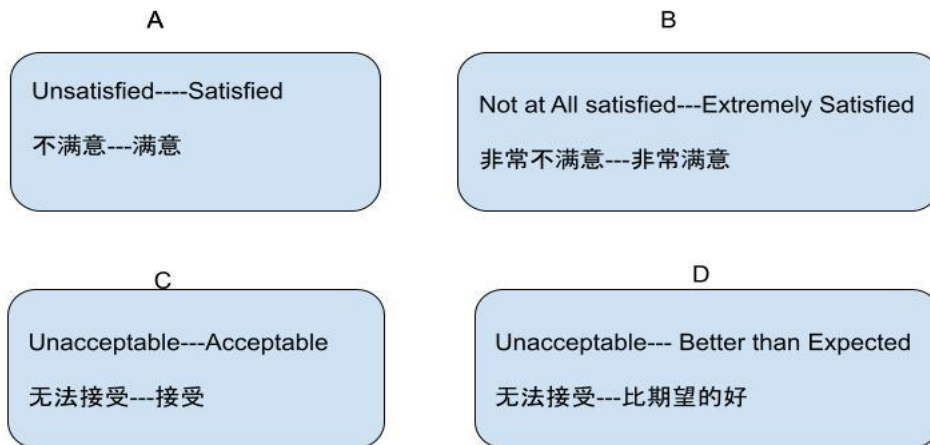 A
Unsatisfied----Satisfied
不满意---满意
B
Not at All satisfied---Extremely Satisfied
非常不满意---非常满意
C
Unacceptable---Acceptable
无法接受---接受
D
Unacceptable--- Better than Expected
无法接受---比期望的好